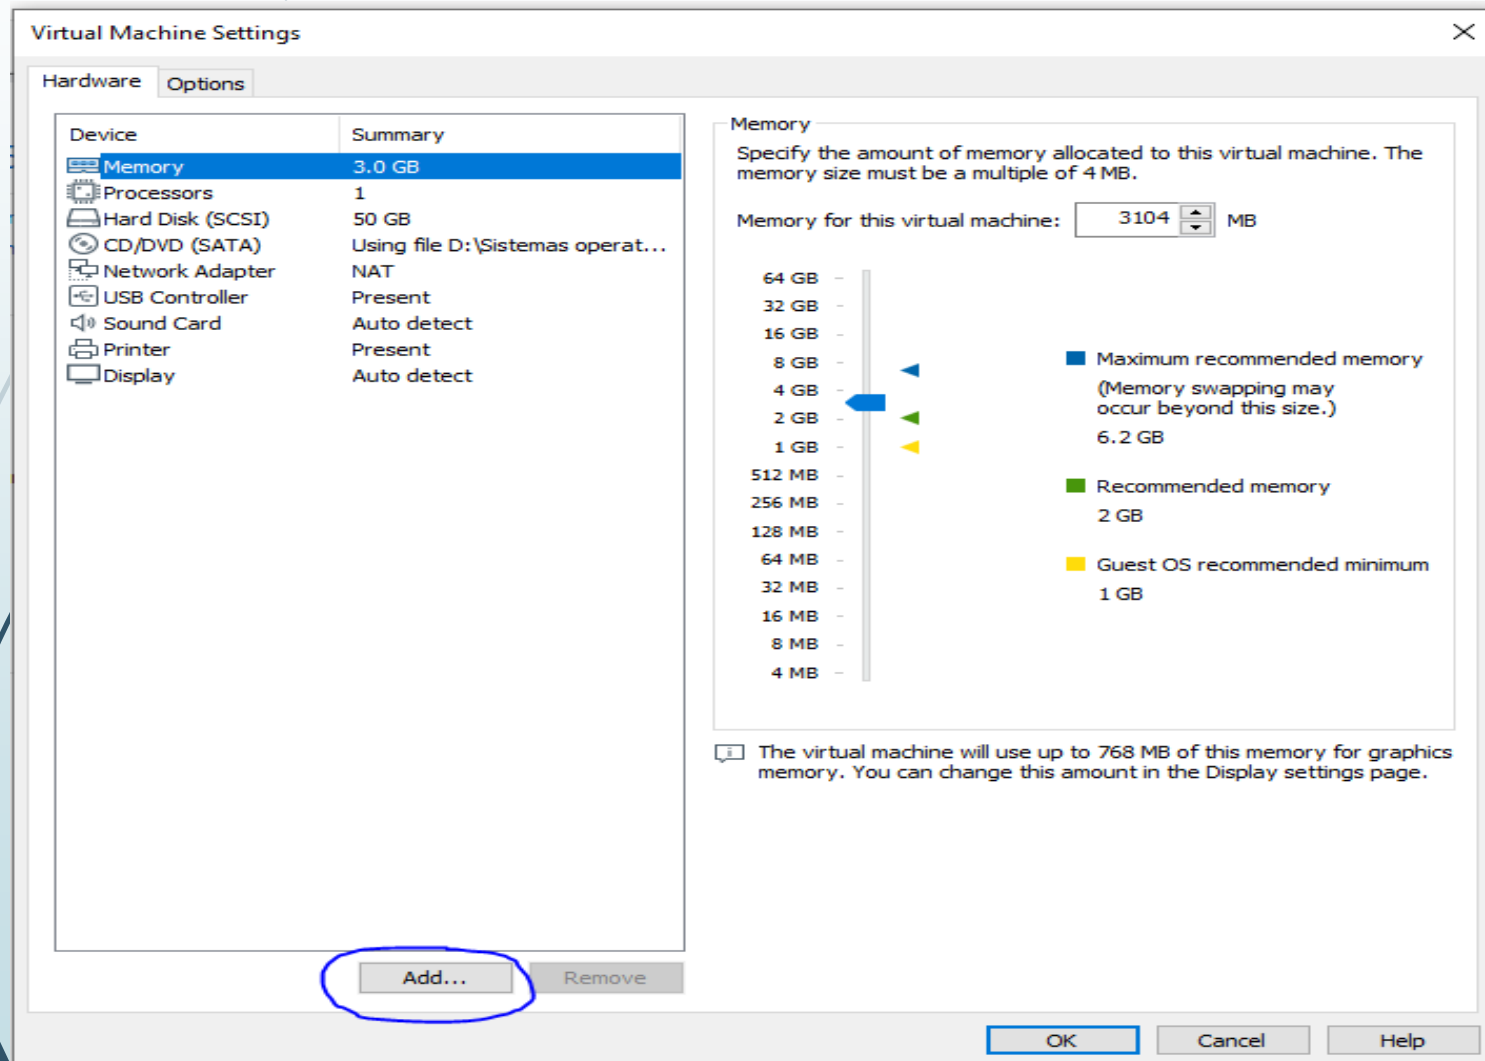 Virtual Machine Settings
Hardware Options
Device Summary
Memory 3.0 GB
Processors 1
Hard Disk (SCSI) 50 GB
CD/DVD (SATA) Using file D:\Sistemas operat...
Network Adapter NAT
USB Controller Present
Sound Card Auto detect
Printer Present
Display Auto detect
Add... Remove
Memory
Specify the amount of memory allocated to this virtual machine. The
memory size must be a multiple of 4 MB.
Memory for this virtual machine: 3104 MB
64 GB
32 GB
16 GB
8 GB
4 GB
2 GB
1 GB
512 MB
256 MB
128 MB
64 MB
32 MB
16 MB
8 MB
4 MB
Maximum recommended memory
(Memory swapping may
occur beyond this size.)
6.2 GB
Recommended memory
2 GB
Guest OS recommended minimum
1 GB
The virtual machine will use up to 768 MB of this memory for graphics
memory. You can change this amount in the Display settings page.
OK Cancel Help